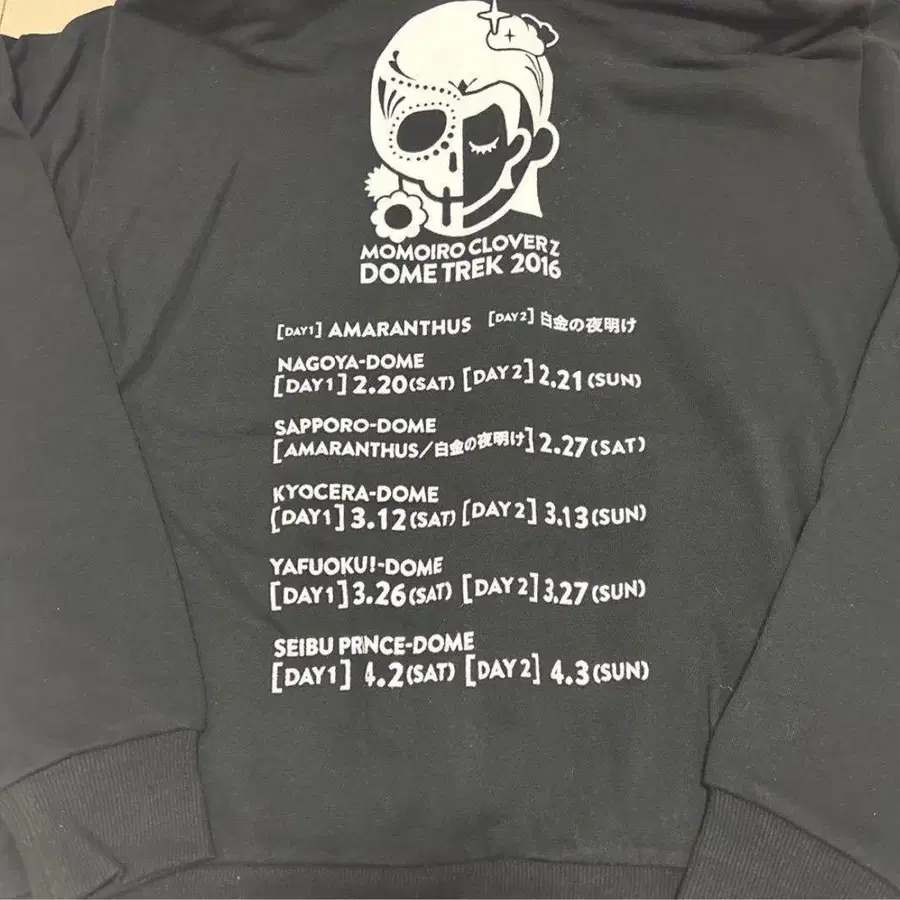 MOMOIRO CLOVER Z
DOME TREK 2016
[DAY1] AMARANTHUS [DAY2] 白金の夜明け
NAGOYA-DOME
[DAY1] 2.20(SAT) [DAY2] 2.21(SUN)
SAPPORO-DOME
[AMARANTHUS/白金の夜明け] 2.27(SAT)
KYOCERA-DOME
[DAY1] 3.12(SAT) [DAY2] 3.13(SUN)
YAFUOKU!-DOME
[DAY1] 3.26(SAT) [DAY2] 3.27(SUN)
SEIBU PRINCE-DOME
[DAY1] 4.2(SAT) [DAY2] 4.3(SUN)